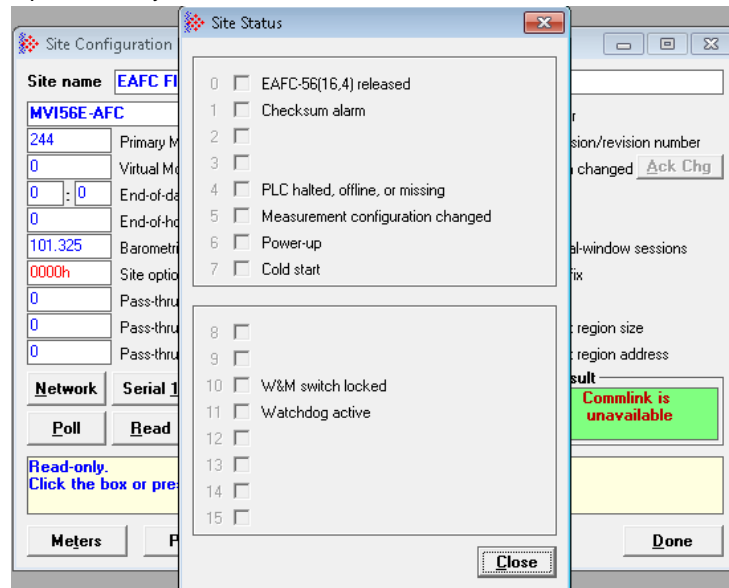 Site Status
Site Configuration
Site name EAFC FI
MVI56E-AFC
244 Primary M
0 Virtual Mo
0 : 0 End-of-da
0 End-of-ho
101.325 Barometri
0000h Site optio
0 Pass-thru
0 Pass-thru
0 Pass-thru
Network Serial 1
Poll Read
Read-only.
Click the box or pre
Meters P
0 EAFC-56(16,4) released
1 Checksum alarm
2
3
4 PLC halted, offline, or missing
5 Measurement configuration changed
6 Power-up
7 Cold start
8
9
10 W&M switch locked
11 Watchdog active
12
13
14
15
Close
r
sion/revision number
changed Ack Chg
al-window sessions
fix
region size
region address
sult
Commlink is
unavailable
Done